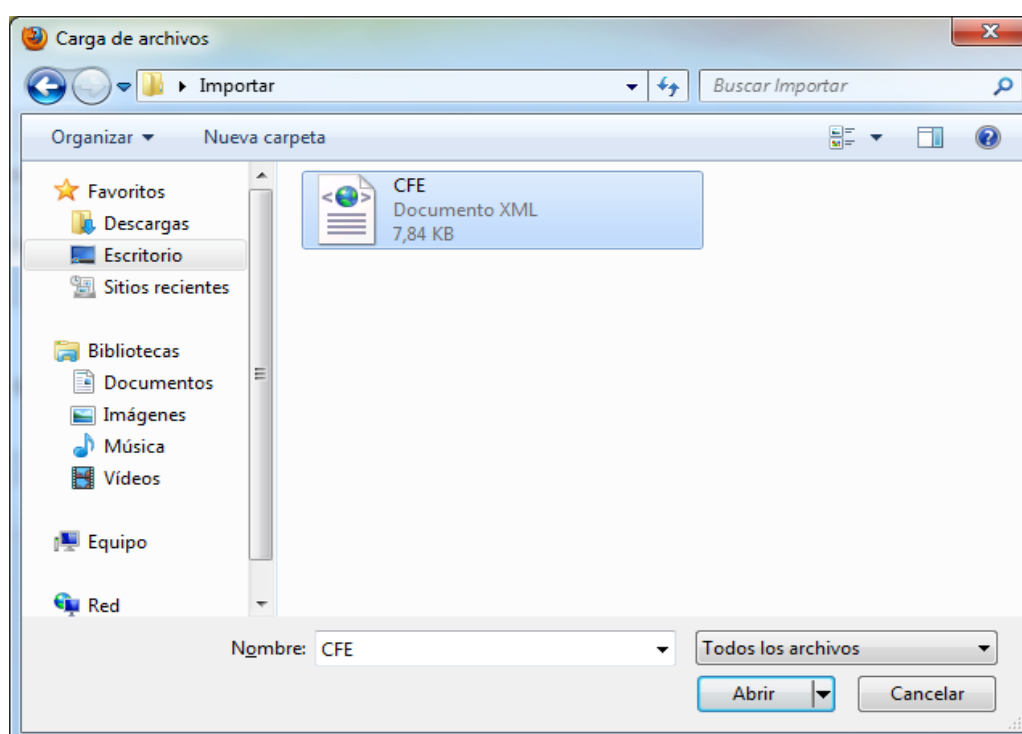 Carga de archivos
Importar
Buscar Importar
Organizar
Nueva carpeta
Favoritos
Descargas
Escritorio
Sitios recientes
Bibliotecas
Documentos
Imágenes
Música
Vídeos
Equipo
Red
CFE
Documento XML
7,84 KB
Nombre: CFE
Todos los archivos
Abrir
Cancelar